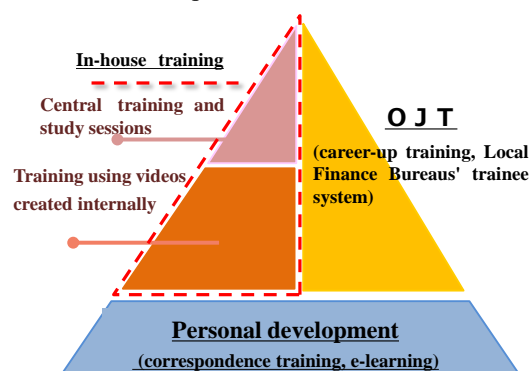 In-house training
Central training and
study sessions
Training using videos
created internally
OJT
(career-up training, Local
Finance Bureaus' trainee
system)
Personal development
(correspondence training, e-learning)